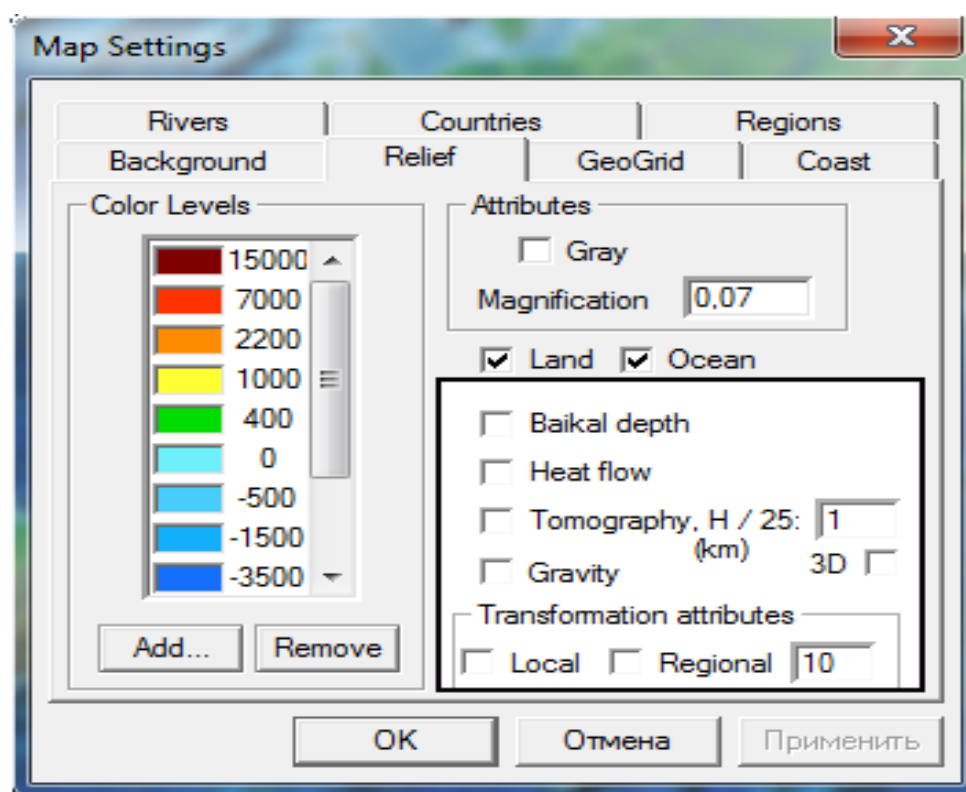 Map Settings
Rivers Countries Regions
Background Relief GeoGrid Coast
Color Levels
15000
7000
2200
1000
400
0
-500
-1500
-3500
Add... Remove
Attributes
Gray
Magnification 0,07
Land Ocean
Baikal depth
Heat flow
Tomography, H / 25: 1
(km) 3D
Gravity
Transformation attributes
Local Regional 10
OK Отмена Применить